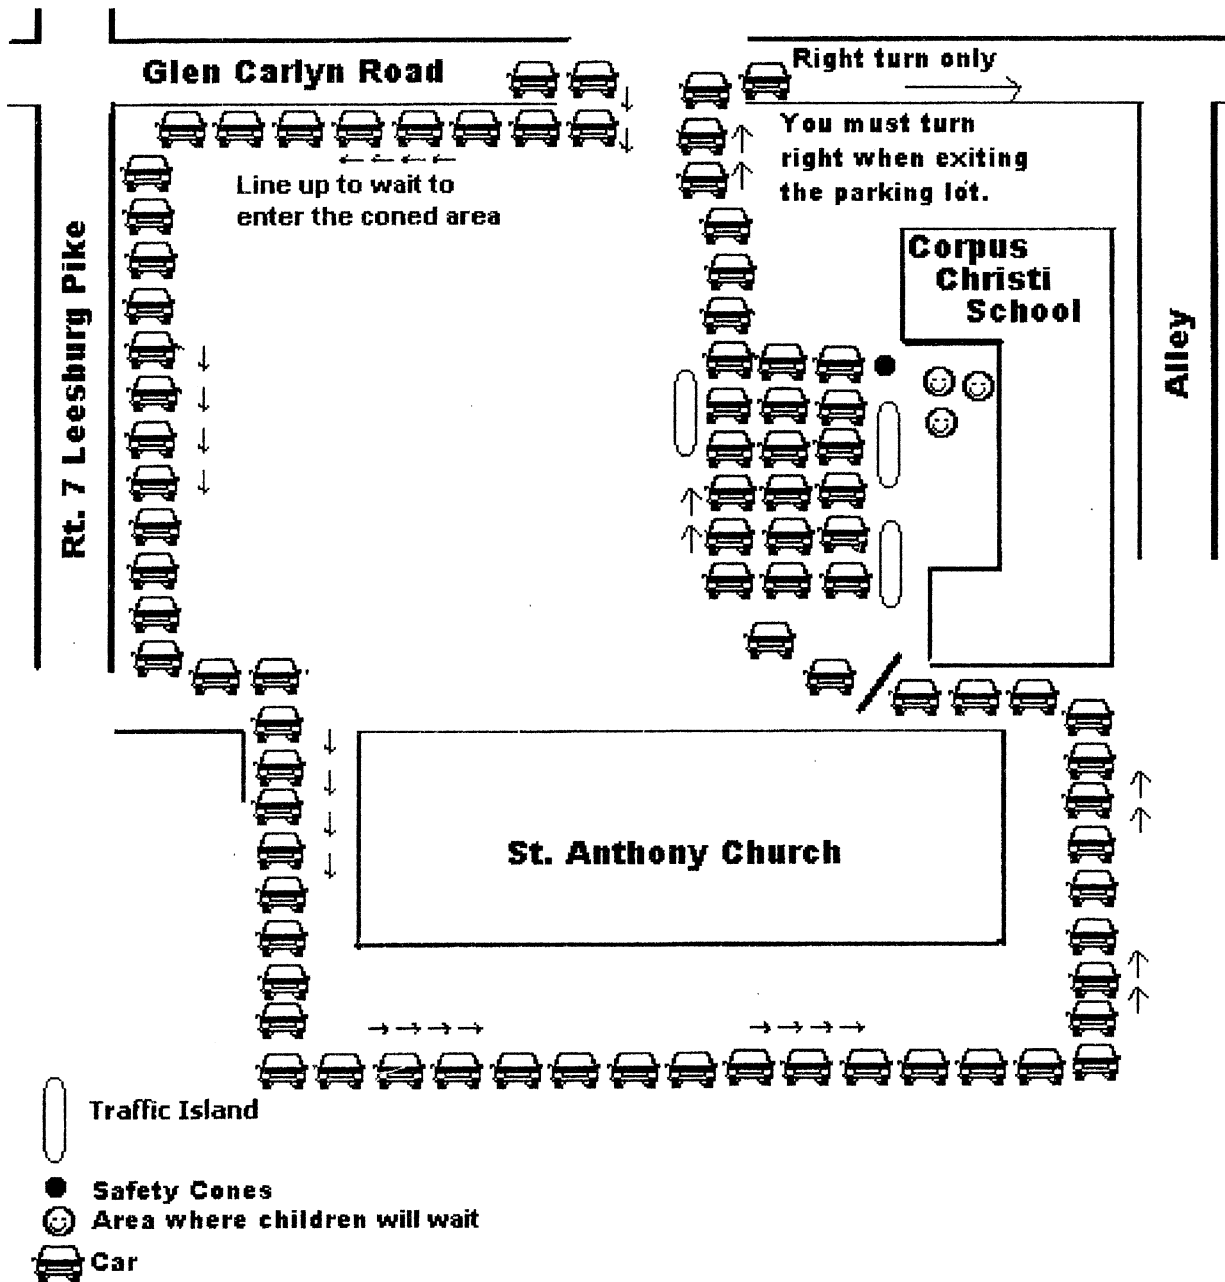 Glen Carlyn Road
Right turn only
You must turn
right when exiting
the parking lot.
Line up to wait to
enter the coned area
Rt. 7 Leesburg Pike
Corpus
Christi
School
Alley
St. Anthony Church
Traffic Island
Safety Cones
Area where children will wait
Car